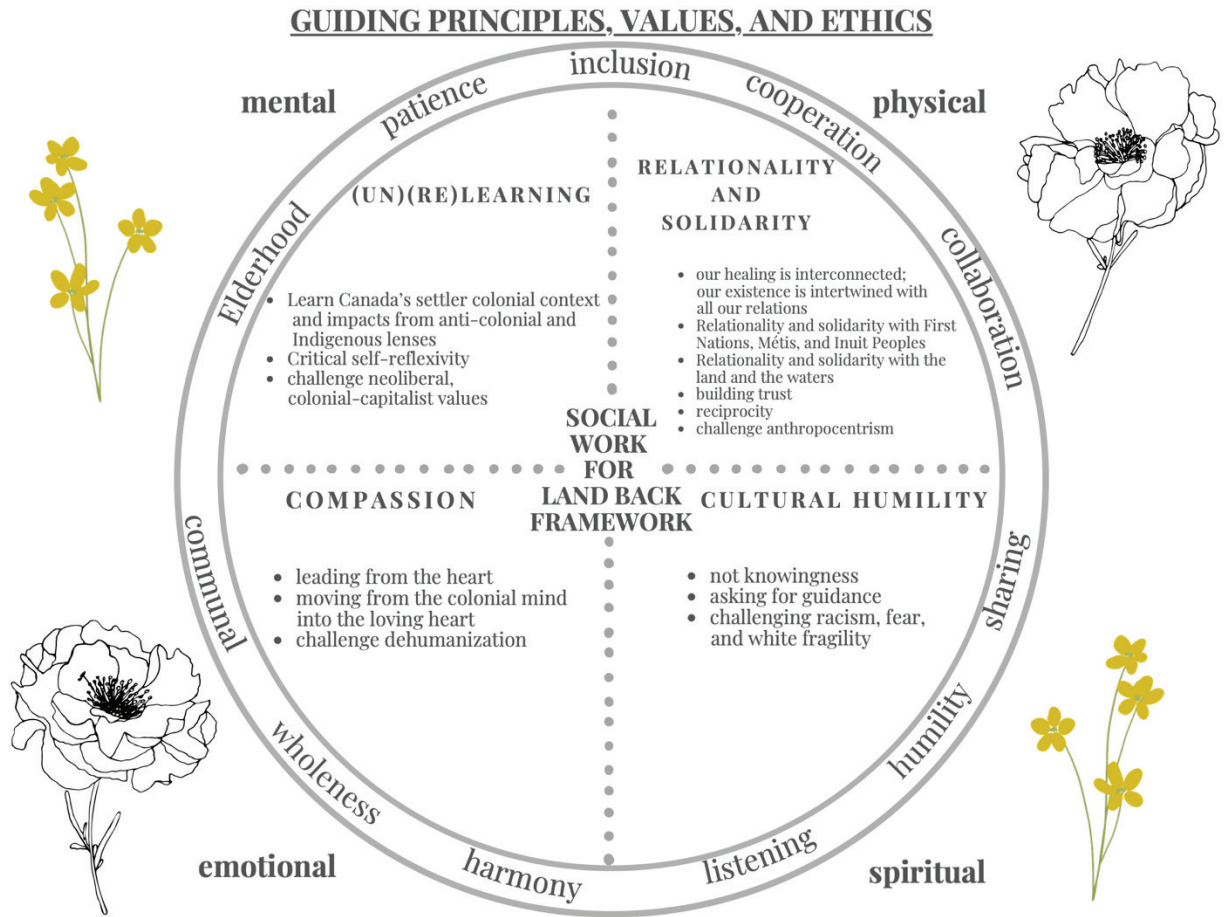 GUIDING PRINCIPLES, VALUES, AND ETHICS
mental
physical
emotional
spiritual
inclusion
cooperation
collaboration
sharing
humility
listening
harmony
wholeness
communal
Elderhood
patience
(UN)(RE)LEARNING
• Learn Canada's settler colonial context
and impacts from anti-colonial and
Indigenous lenses
• Critical self-reflexivity
• challenge neoliberal,
colonial-capitalist values
RELATIONALITY
AND
SOLIDARITY
• our healing is interconnected;
our existence is intertwined with
all our relations
• Relationality and solidarity with First
Nations, Métis, and Inuit Peoples
• Relationality and solidarity with the
land and the waters
• building trust
• reciprocity
• challenge anthropocentrism
SOCIAL
WORK
FOR
LAND BACK
FRAMEWORK
COMPASSION
• leading from the heart
• moving from the colonial mind
into the loving heart
• challenge dehumanization
CULTURAL HUMILITY
• not knowingness
• asking for guidance
• challenging racism, fear,
and white fragility